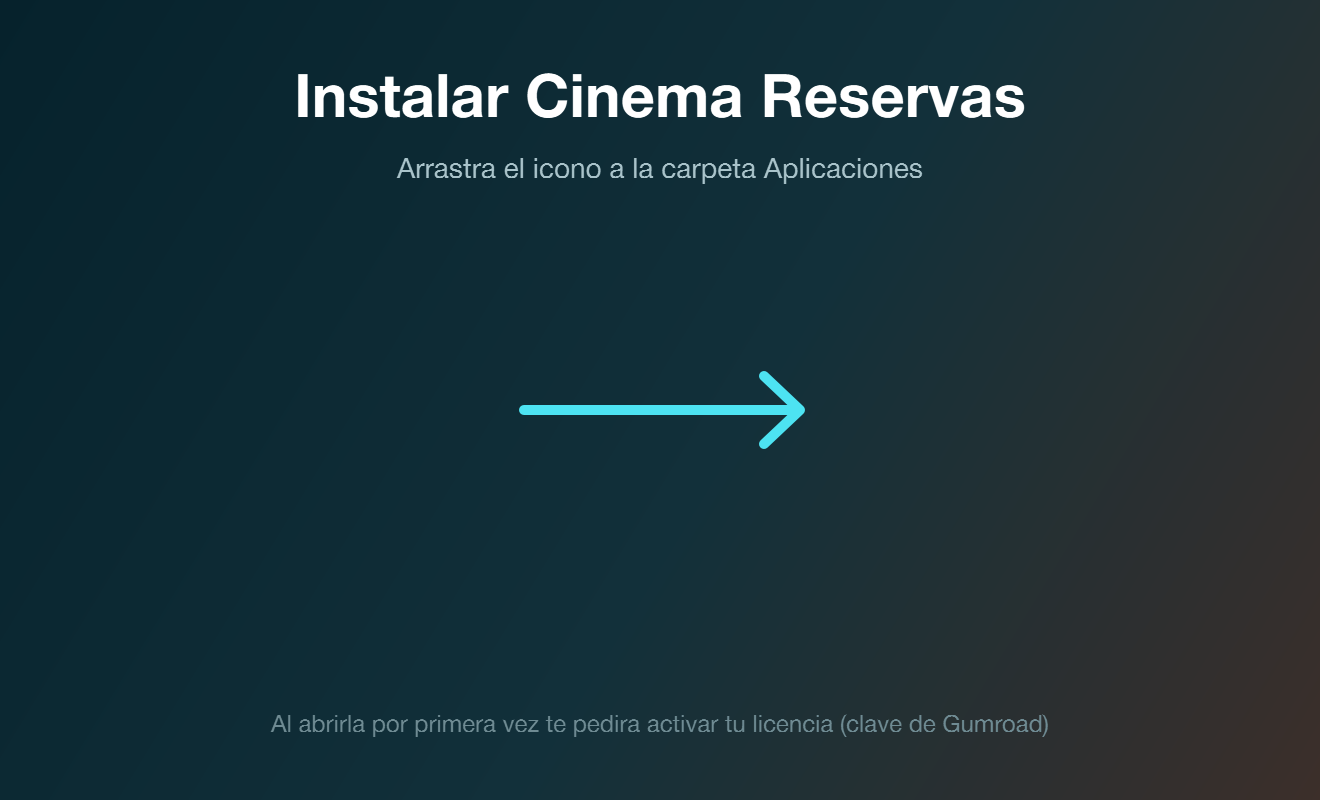 Instalar Cinema Reservas
Arrastra el icono a la carpeta Aplicaciones
Al abrirla por primera vez te pedira activar tu licencia (clave de Gumroad)